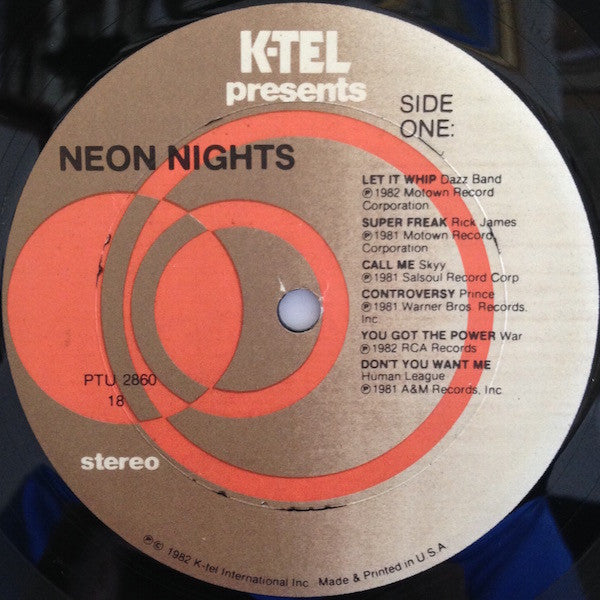 K-TEL
presents
SIDE
ONE:
NEON NIGHTS
LET IT WHIP Dazz Band
℗1982 Motown Record
Corporation
SUPER FREAK Rick James
℗1981 Motown Record
Corporation
CALL ME Skyy
℗1981 Salsoul Record Corp
CONTROVERSY Prince
℗1981 Warner Bros. Records,
Inc.
YOU GOT THE POWER War
℗1982 RCA Records
DON'T YOU WANT ME
Human League
℗1981 A&M Records, Inc
PTU 2860
18
stereo
℗© 1982 K-tel International Inc. Made & Printed in U.S.A